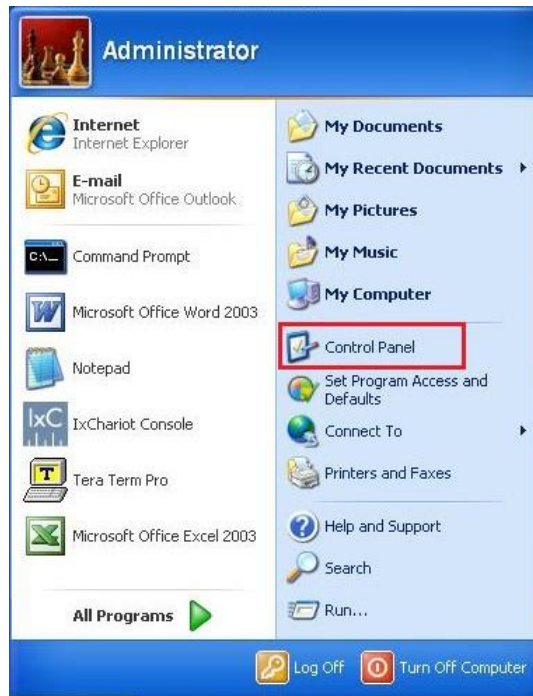 Administrator
Internet
Internet Explorer
E-mail
Microsoft Office Outlook
C:\_
Command Prompt
W
Microsoft Office Word 2003
Notepad
IxC
IxChariot Console
T
Tera Term Pro
X
Microsoft Office Excel 2003
All Programs
My Documents
My Recent Documents
My Pictures
My Music
My Computer
Control Panel
Set Program Access and
Defaults
Connect To
Printers and Faxes
?
Help and Support
Search
Run...
Log Off
Turn Off Computer